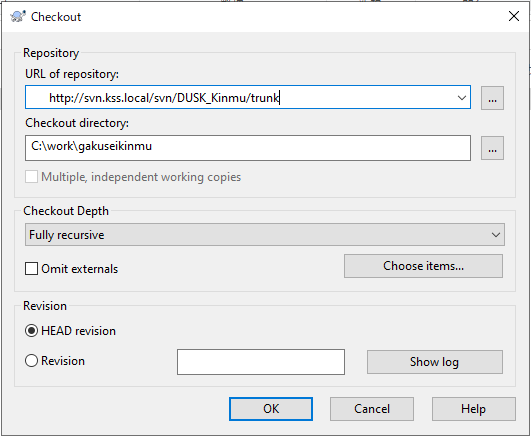 Checkout
Repository
URL of repository:
http://svn.kss.local/svn/DUSK_Kinmu/trunk
...
Checkout directory:
C:\work\gakuseikinmu
...
Multiple, independent working copies
Checkout Depth
Fully recursive
Omit externals
Choose items...
Revision
HEAD revision
Revision
Show log
OK
Cancel
Help